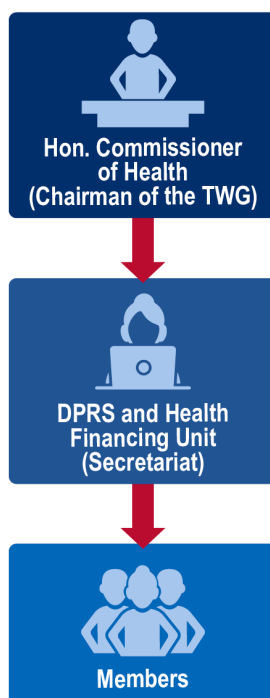 Hon. Commissioner
of Health
(Chairman of the TWG)
DPRS and Health
Financing Unit
(Secretariat)
Members